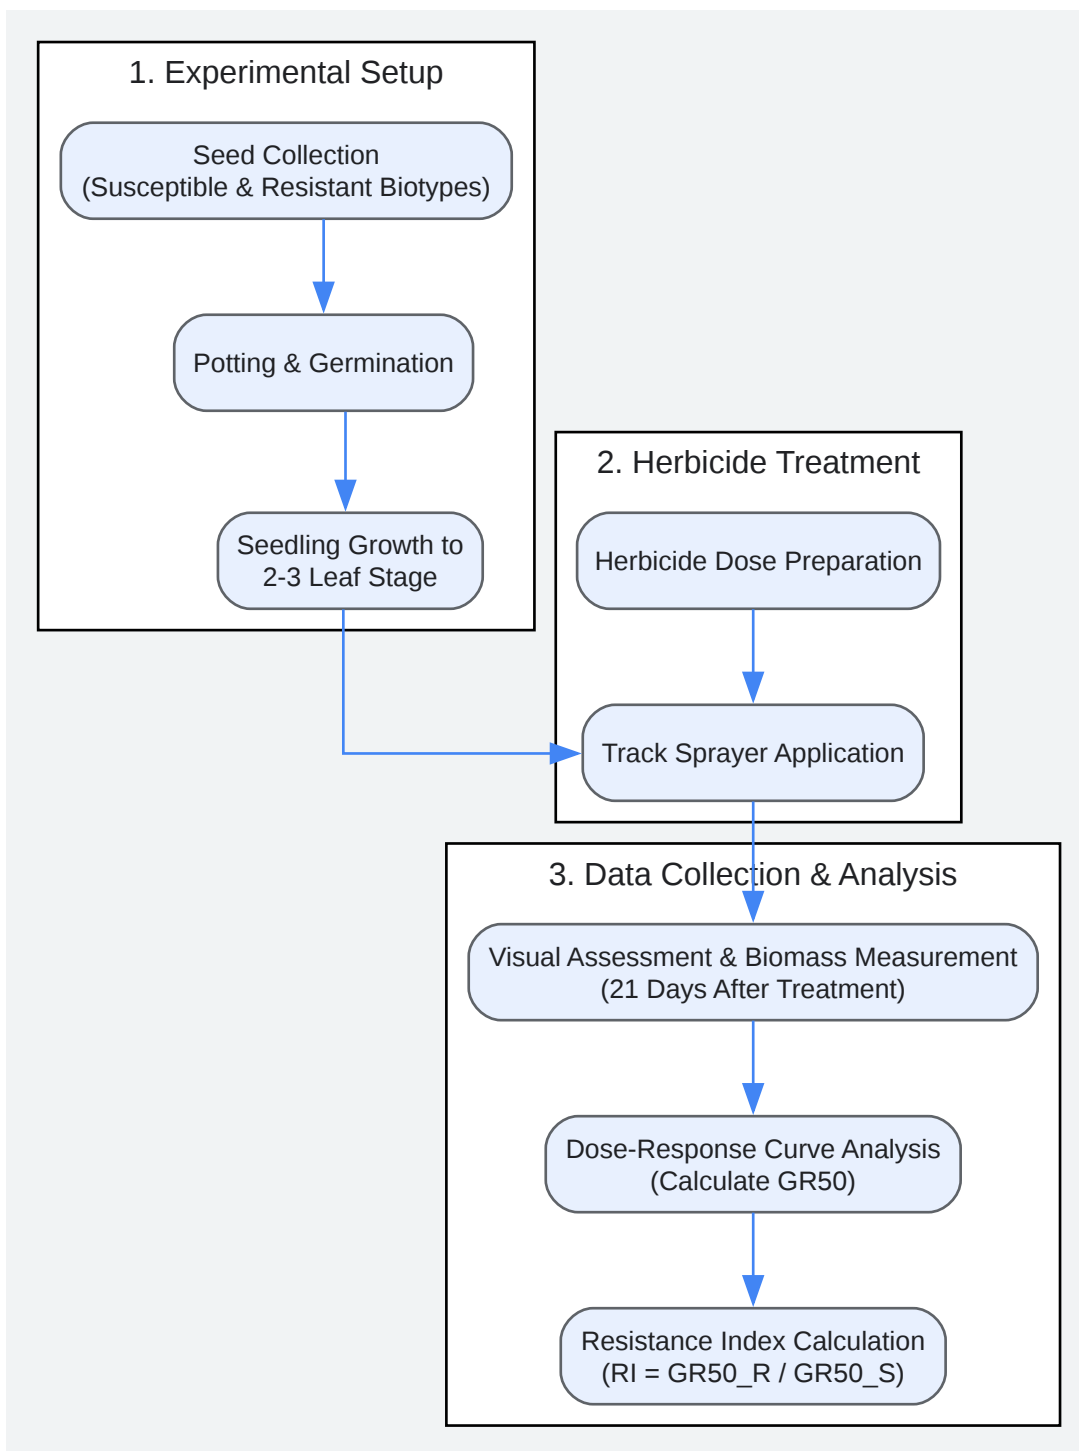 1. Experimental Setup
Seed Collection
(Susceptible & Resistant Biotypes)
Potting & Germination
Seedling Growth to
2-3 Leaf Stage
2. Herbicide Treatment
Herbicide Dose Preparation
Track Sprayer Application
3. Data Collection & Analysis
Visual Assessment & Biomass Measurement
(21 Days After Treatment)
Dose-Response Curve Analysis
(Calculate GR50)
Resistance Index Calculation
(RI = GR50_R / GR50_S)